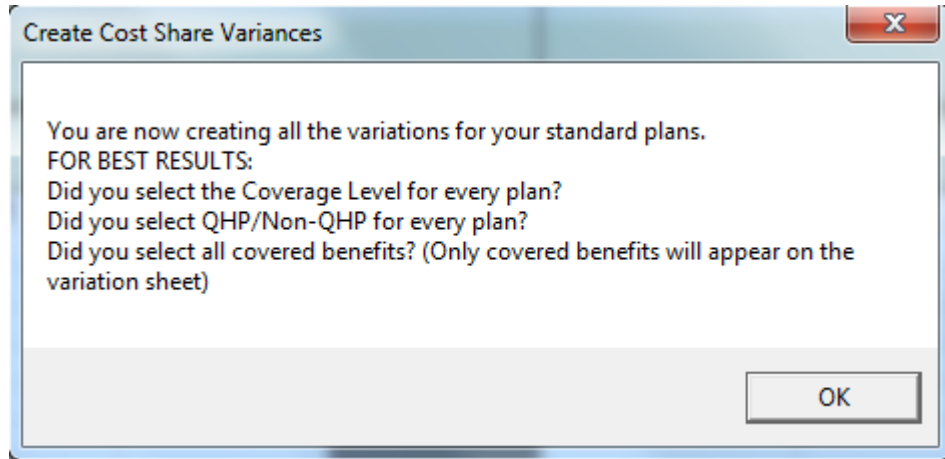 Create Cost Share Variances
You are now creating all the variations for your standard plans.
FOR BEST RESULTS:
Did you select the Coverage Level for every plan?
Did you select QHP/Non-QHP for every plan?
Did you select all covered benefits? (Only covered benefits will appear on the
variation sheet)
OK